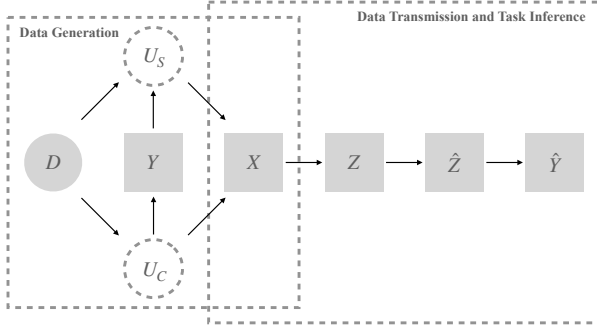 Data Transmission and Task Inference
Data Generation
U_S
D Y X Z Ẑ Ŷ
U_C